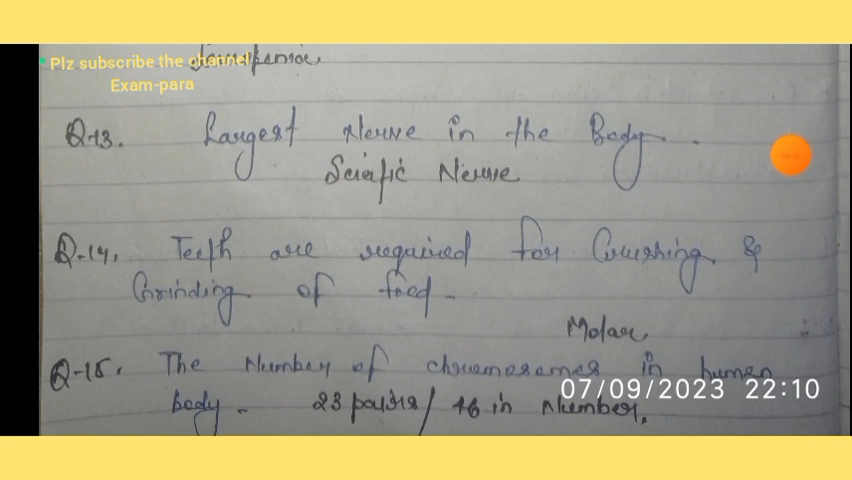 • Plz subscribe the channel
Exam-para
Q-13. Largest Nerve in the Body.
Sciatic Nerve
Q-14. Teeth are required for Crushing &
Grinding of food -
Molar
Q-15. The Number of chromosomes in human
body - 23 pairs / 46 in Number.
07/09/2023 22:10